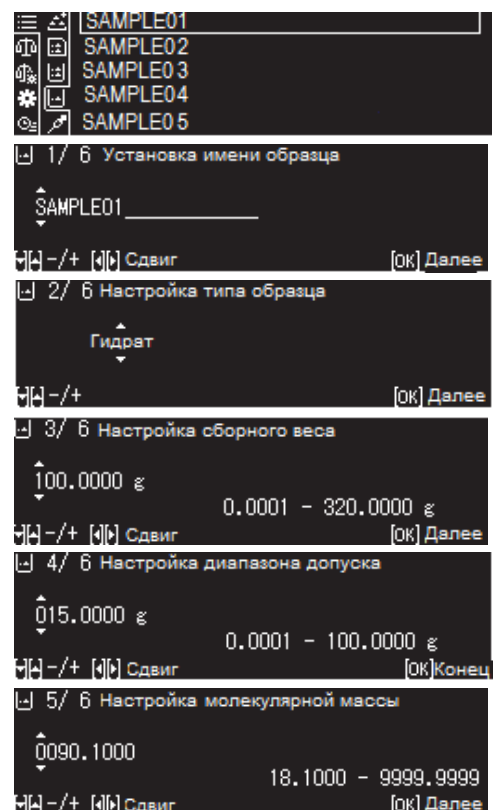 SAMPLE01
SAMPLE02
SAMPLE03
SAMPLE04
SAMPLE05
1/ 6 Установка имени образца
SAMPLE01
-/+ Сдвиг [OK] Далее
2/ 6 Настройка типа образца
Гидрат
-/+ [OK] Далее
3/ 6 Настройка сборного веса
100.0000 g
0.0001 - 320.0000 g
-/+ Сдвиг [OK] Далее
4/ 6 Настройка диапазона допуска
015.0000 g
0.0001 - 100.0000 g
-/+ Сдвиг [OK]Конец
5/ 6 Настройка молекулярной массы
0090.1000
18.1000 - 9999.9999
-/+ Сдвиг [OK] Далее